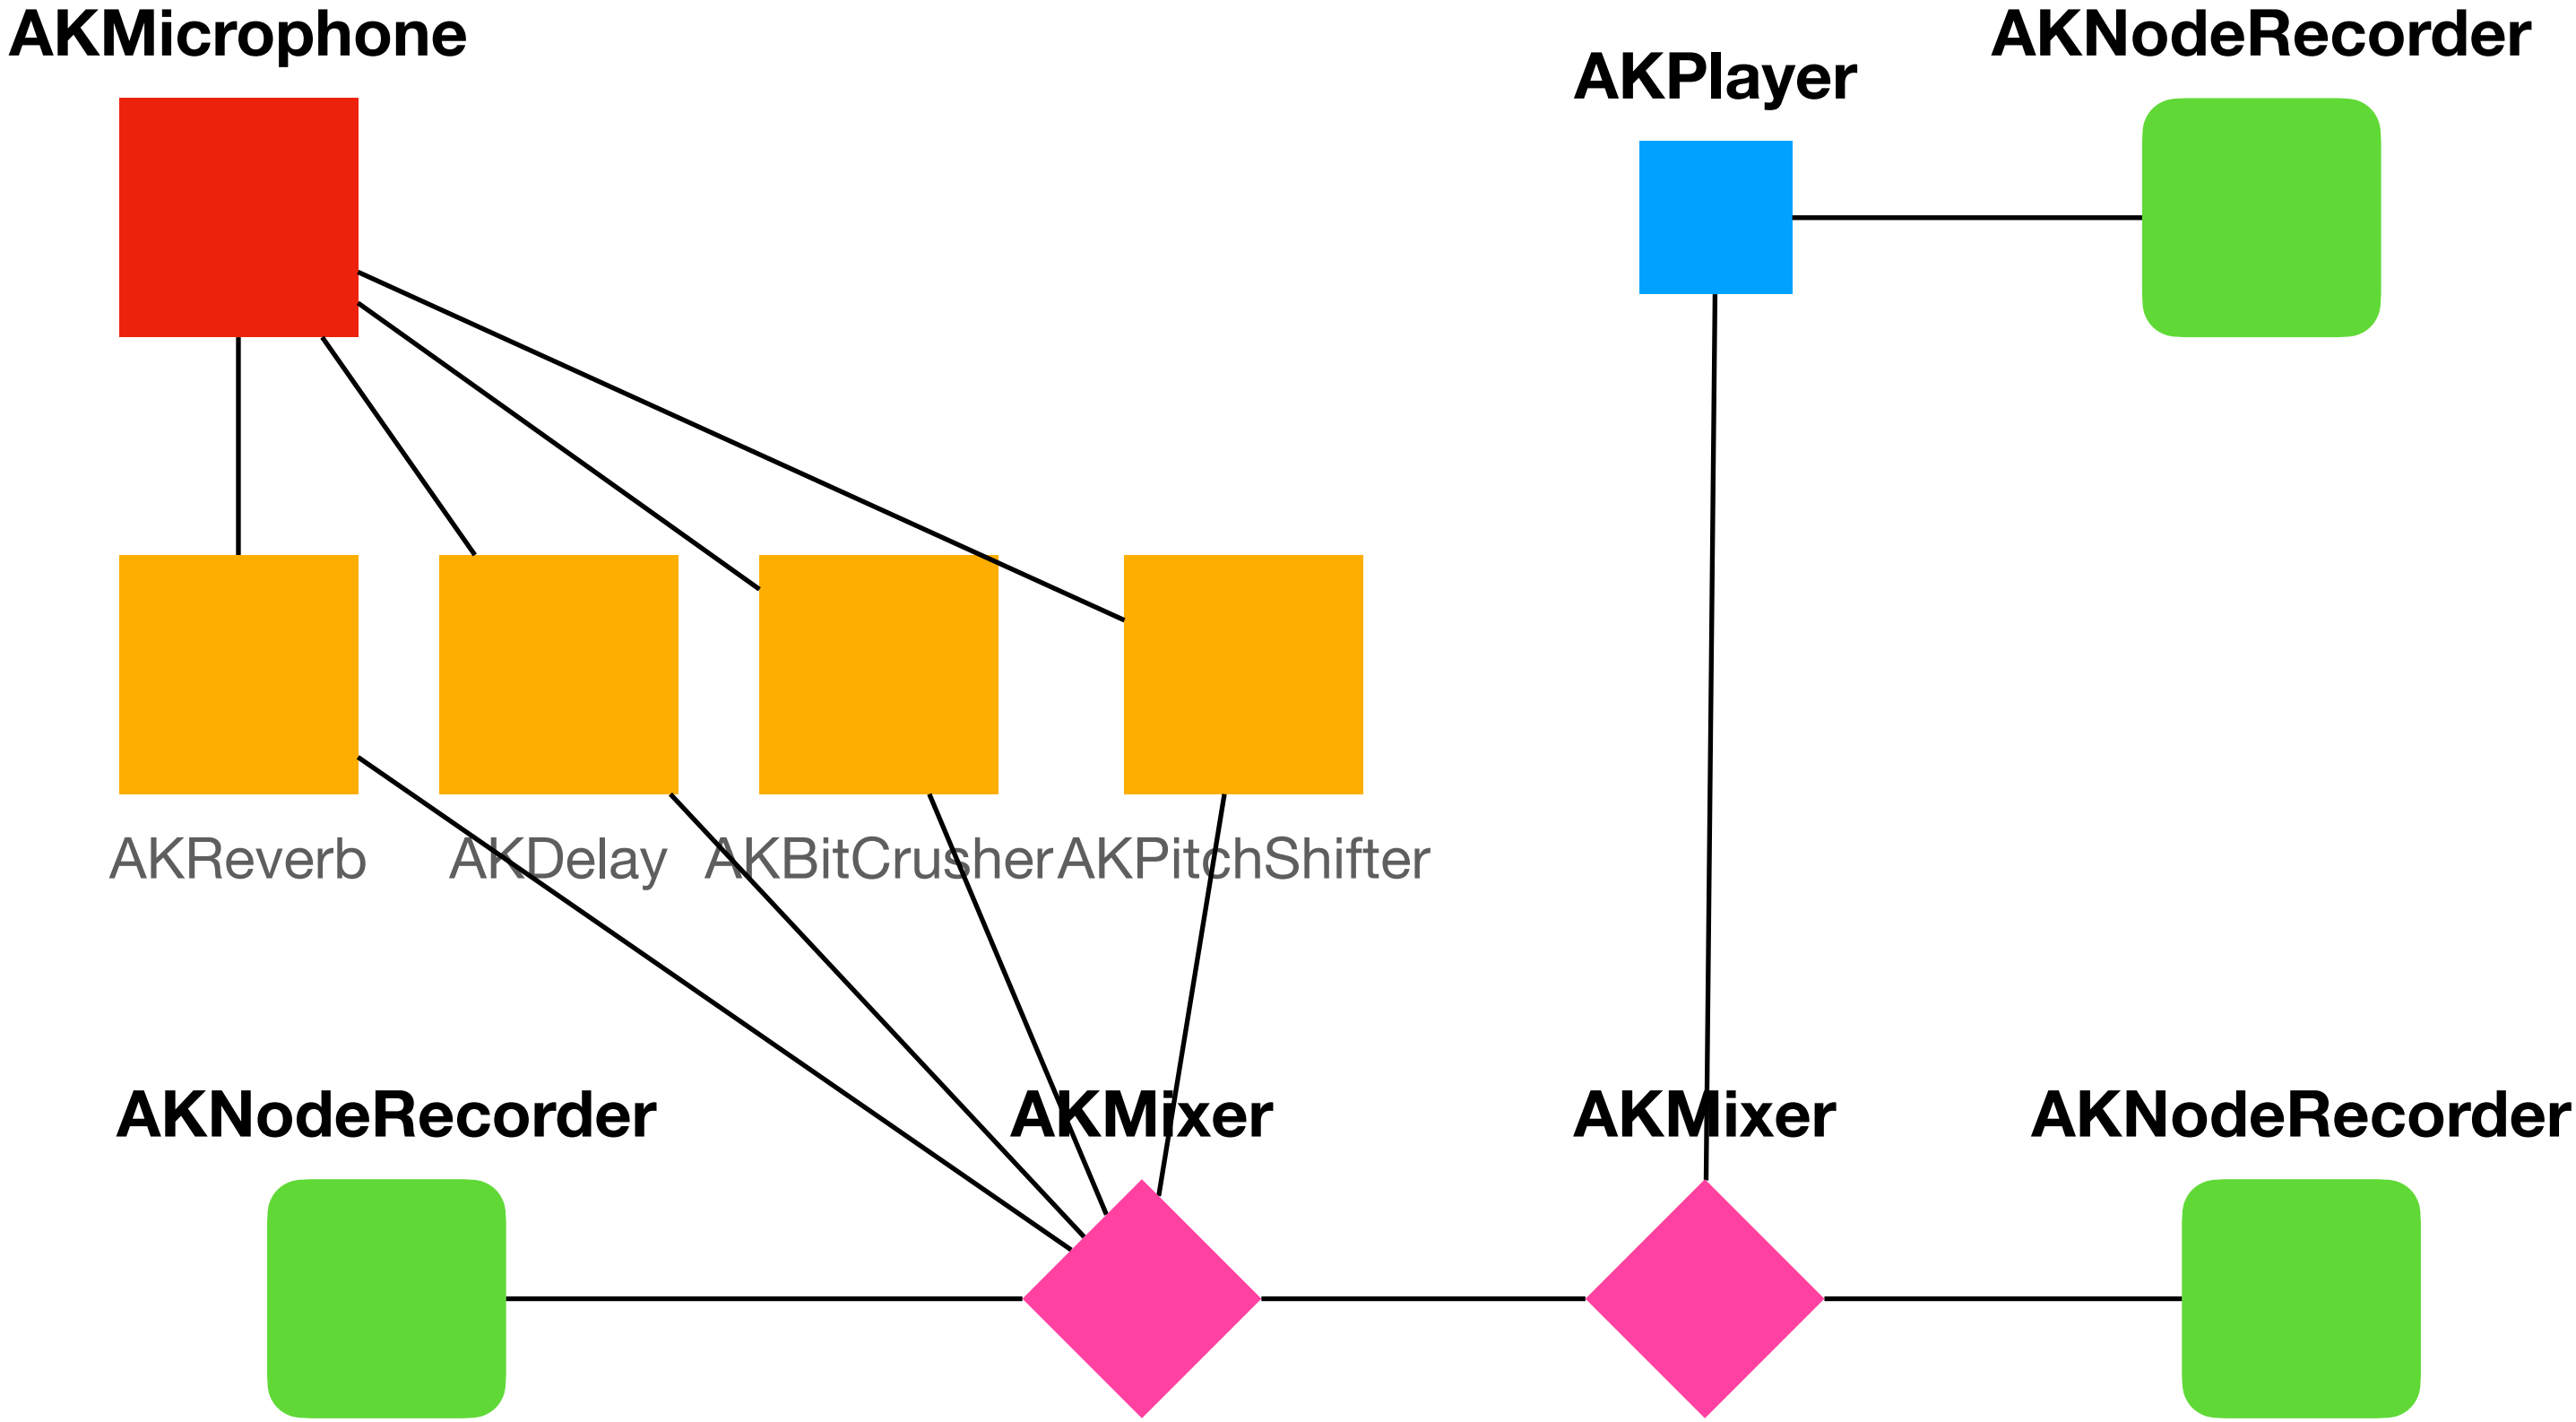 AKMicrophone
AKPlayer
AKNodeRecorder
AKReverb
AKDelay
AKBitCrusher
AKPitchShifter
AKNodeRecorder
AKMixer
AKMixer
AKNodeRecorder